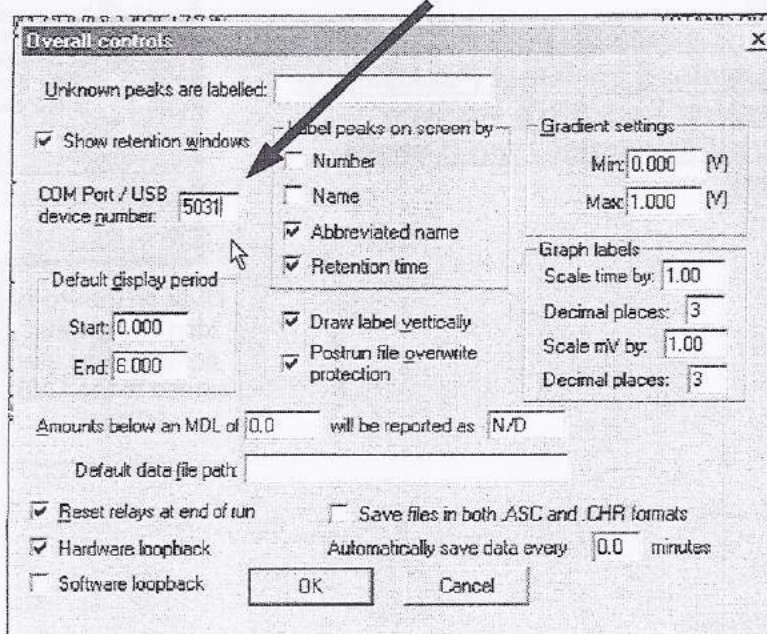 Overall controls
Unknown peaks are labelled:
Show retention windows
COM Port / USB
device number: 5031
Default display period
Start: 0.000
End: 6.000
Label peaks on screen by
Number
Name
Abbreviated name
Retention time
Draw label vertically
Postrun file overwrite
protection
Gradient settings
Min: 0.000 (V)
Max: 1.000 (V)
Graph labels
Scale time by: 1.00
Decimal places: 3
Scale mV by: 1.00
Decimal places: 3
Amounts below an MDL of 0.0 will be reported as N/D
Default data file path:
Reset relays at end of run
Save files in both .ASC and .CHR formats
Hardware loopback
Automatically save data every 0.0 minutes
Software loopback
OK
Cancel